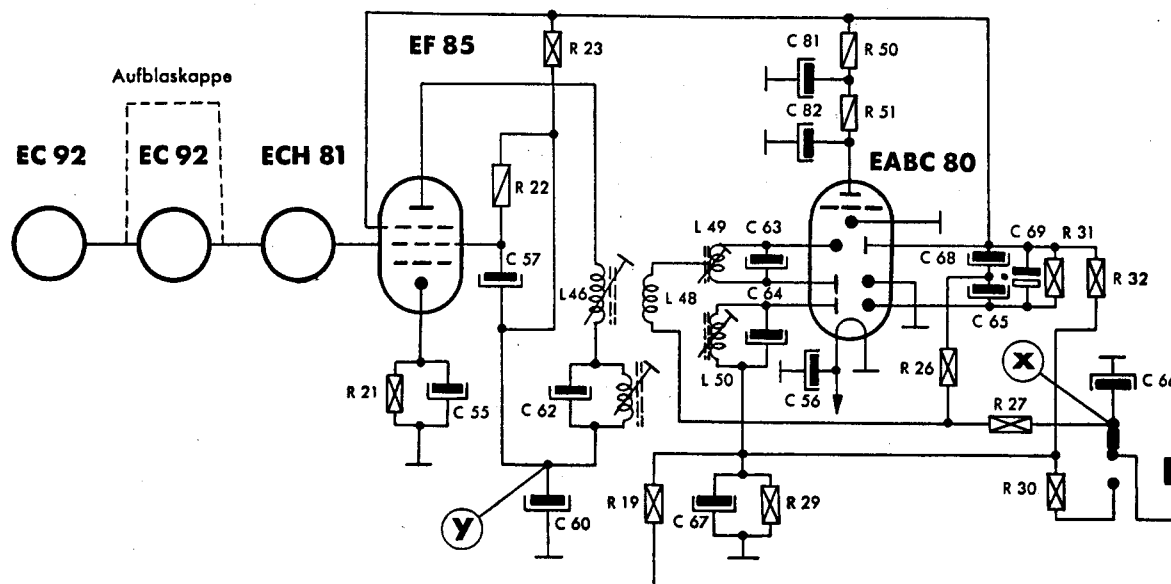 EF 85
R 23
C 81
R 50
Aufblaskappe
C 82
R 51
EC 92
EC 92
ECH 81
EABC 80
R 22
C 57
L 49
C 63
C 69
R 31
C 68
L 46
L 48
C 64
R 32
C 65
L 50
R 26
x
R 21
C 55
C 62
C 56
R 27
R 19
C 67
R 29
R 30
y
C 60